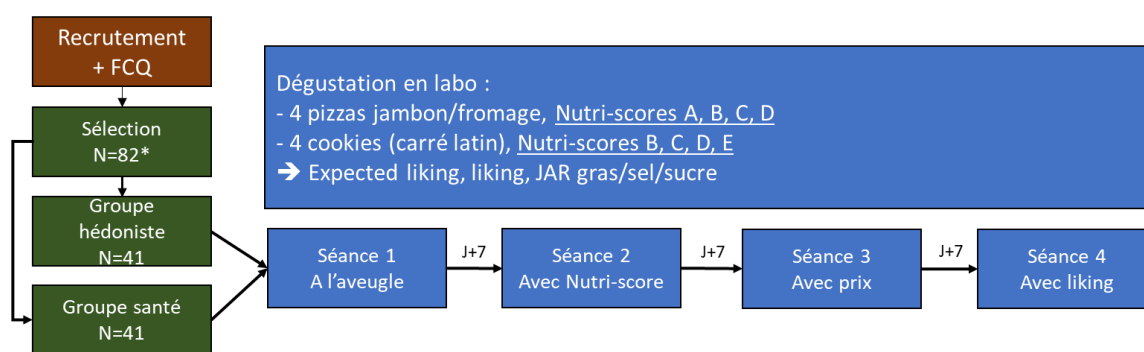 Recrutement
+ FCQ
Sélection
N=82*
Groupe
hédoniste
N=41
Groupe santé
N=41
Dégustation en labo :
- 4 pizzas jambon/fromage, Nutri-scores A, B, C, D
- 4 cookies (carré latin), Nutri-scores B, C, D, E
➔ Expected liking, liking, JAR gras/sel/sucre
Séance 1
A l'aveugle
J+7
Séance 2
Avec Nutri-score
J+7
Séance 3
Avec prix
J+7
Séance 4
Avec liking